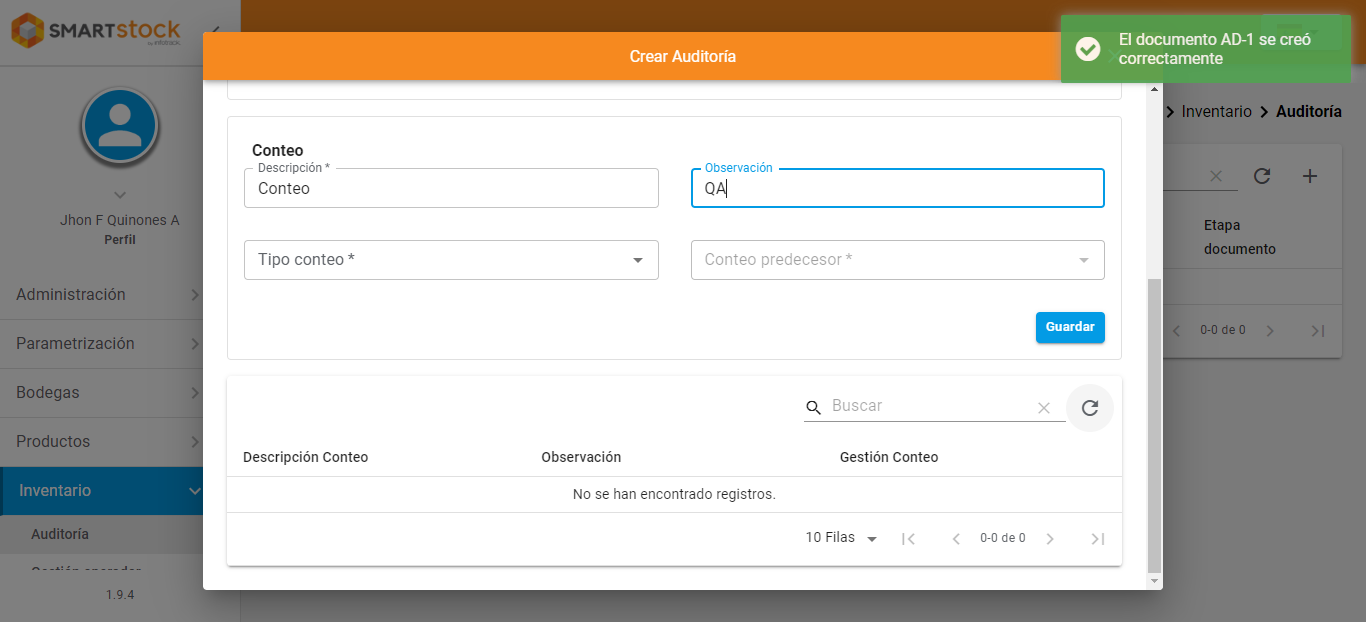 SMARTSTOCK
by infotrack
Jhon F Quinones A
Perfil
Administración
Parametrización
Bodegas
Productos
Inventario
Auditoría
1.9.4
Crear Auditoría
El documento AD-1 se creó
correctamente
Inventario Auditoría
Etapa
documento
0-0 de 0
Conteo
Descripción *
Conteo
Observación
QA
Tipo conteo *
Conteo predecesor *
Guardar
Buscar
Descripción Conteo Observación Gestión Conteo
No se han encontrado registros.
10 Filas 0-0 de 0